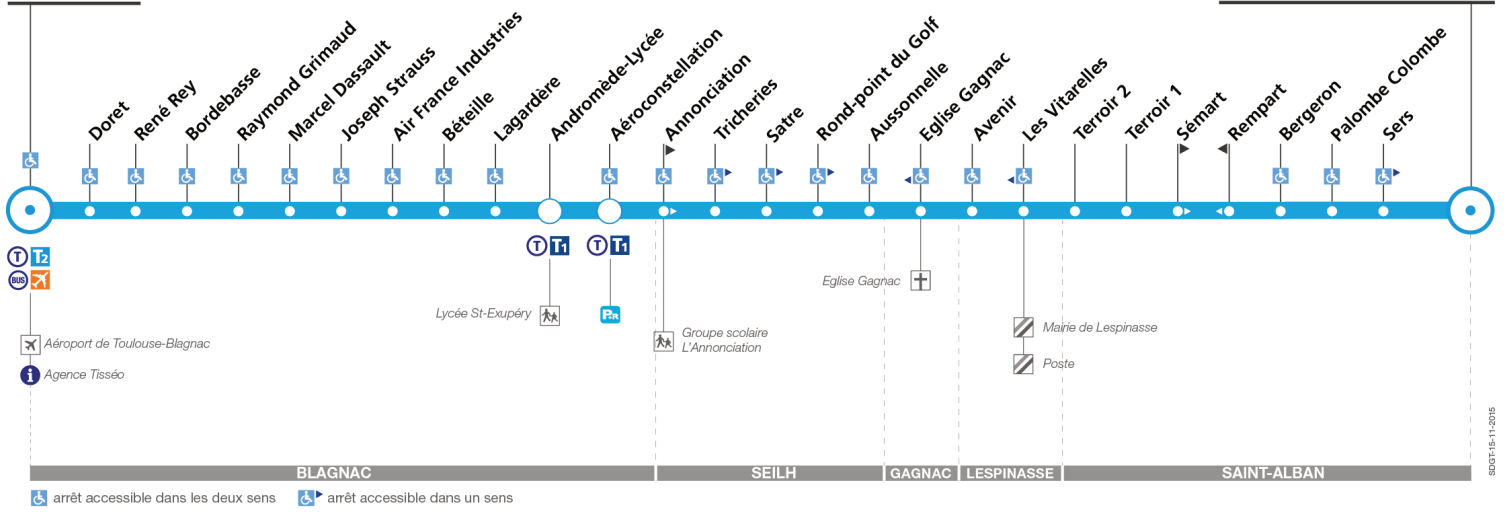 Doret
René Rey
Bordebasse
Raymond Grimaud
Marcel Dassault
Joseph Strauss
Air France Industries
Béteille
Lagardère
Andromède-Lycée
Aéroconstellation
Annonciation
Tricheries
Satre
Rond-point du Golf
Aussonnelle
Eglise Gagnac
Avenir
Les Vitarelles
Terroir 2
Terroir 1
Sémart
Rempart
Bergeron
Palombe Colombe
Sers
T T2
BUS
T T1
T T1
Eglise Gagnac
Lycée St-Exupéry
P+R
Groupe scolaire
L'Annonciation
Mairie de Lespinasse
Poste
Aéroport de Toulouse-Blagnac
i Agence Tisséo
BLAGNAC
SEILH
GAGNAC
LESPINASSE
SAINT-ALBAN
arrêt accessible dans les deux sens
arrêt accessible dans un sens
SDGT-15-11-2015